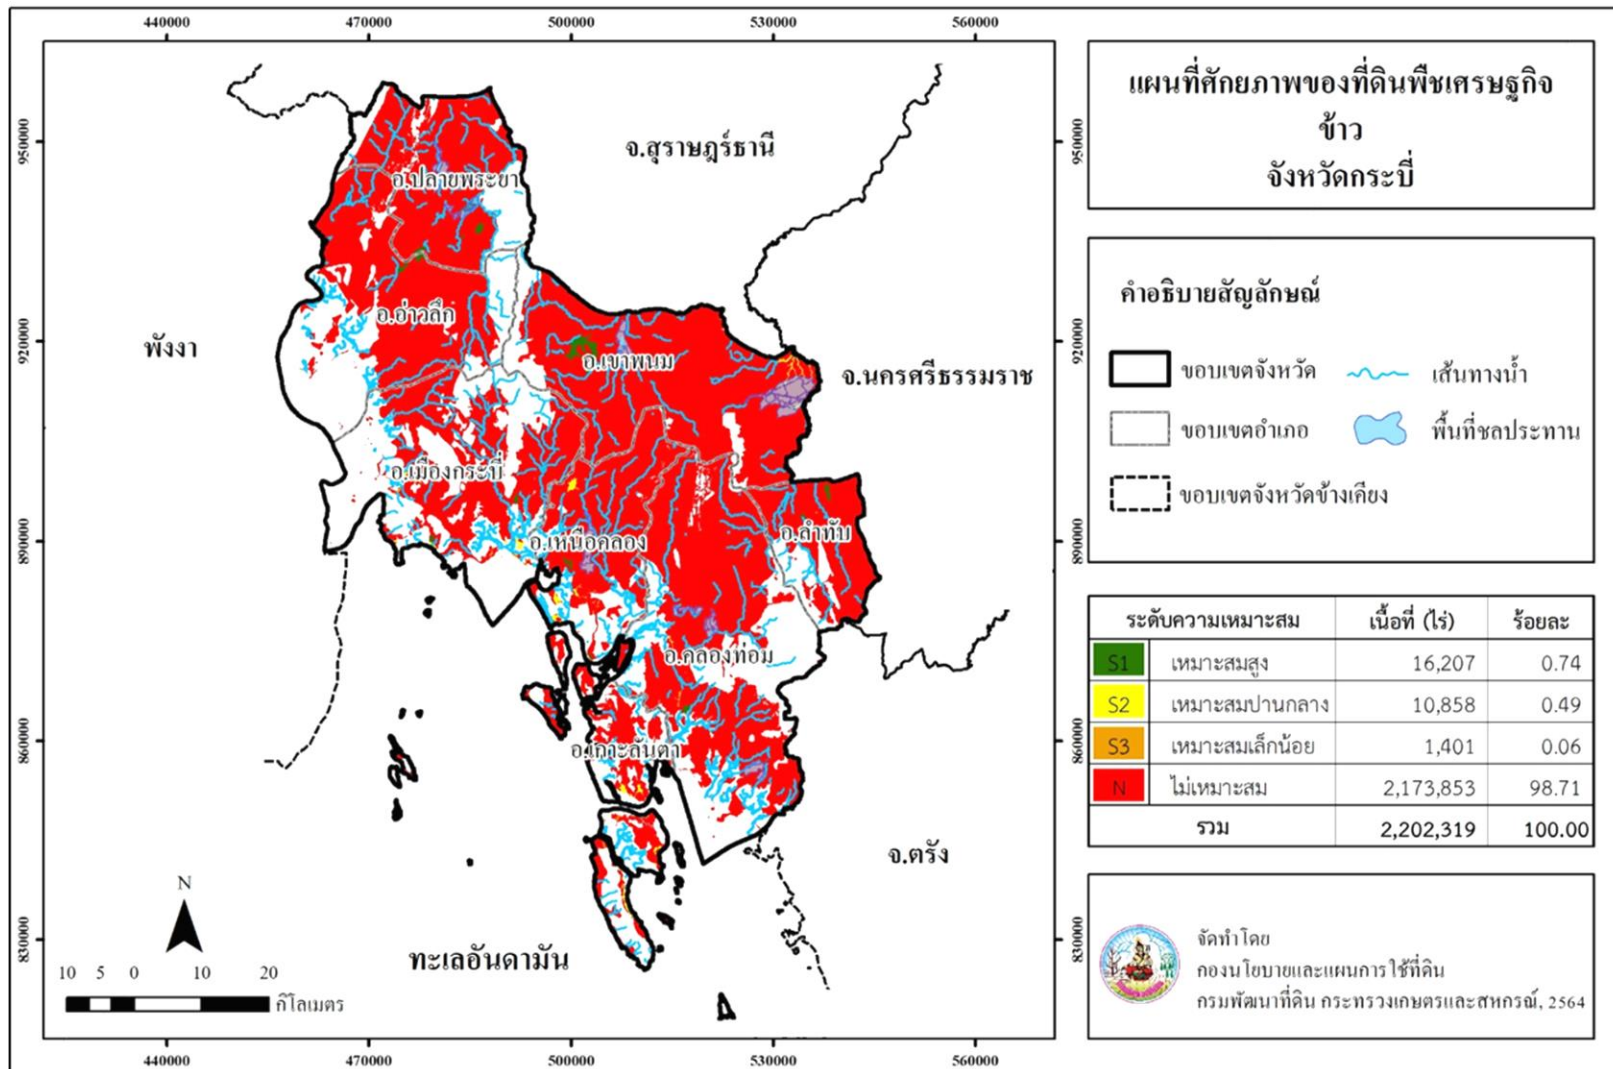 440000 470000 500000 530000 560000
950000
920000
890000
860000
830000
จ.สุราษฎร์ธานี
อ.ปลายพระยา
อ.อ่าวลึก
พังงา
อ.เขาพนม
จ.นครศรีธรรมราช
อ.เมืองกระบี่
อ.เหนือคลอง
อ.ลำทับ
อ.คลองท่อม
อ.เกาะลันตา
จ.ตรัง
ทะเลอันดามัน
N
10 5 0 10 20
กิโลเมตร
950000
920000
890000
860000
830000
440000 470000 500000 530000 560000
แผนที่ศักยภาพของที่ดินพืชเศรษฐกิจ
ข้าว
จังหวัดกระบี่
คำอธิบายสัญลักษณ์
ขอบเขตจังหวัด เส้นทางน้ำ
ขอบเขตอำเภอ พื้นที่ชลประทาน
ขอบเขตจังหวัดข้างเคียง
ระดับความเหมาะสม เนื้อที่ (ไร่) ร้อยละ
S1 เหมาะสมสูง 16,207 0.74
S2 เหมาะสมปานกลาง 10,858 0.49
S3 เหมาะสมเล็กน้อย 1,401 0.06
N ไม่เหมาะสม 2,173,853 98.71
รวม 2,202,319 100.00
จัดทำโดย
กองนโยบายและแผนการใช้ที่ดิน
กรมพัฒนาที่ดิน กระทรวงเกษตรและสหกรณ์, 2564